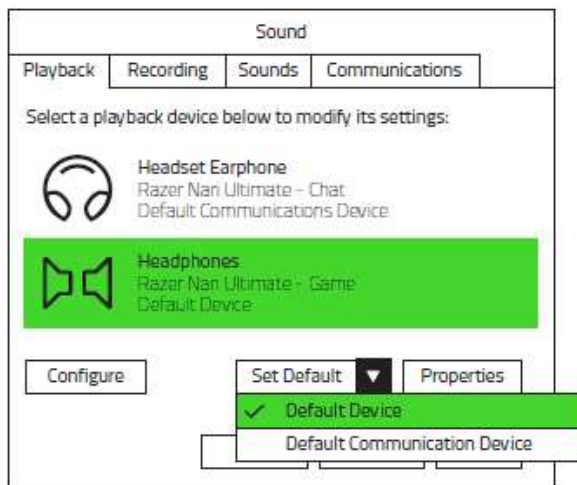 Sound
Playback Recording Sounds Communications
Select a playback device below to modify its settings:
Headset Earphone
Razer Nari Ultimate - Chat
Default Communications Device
Headphones
Razer Nari Ultimate - Game
Default Device
Configure Set Default Properties
Default Device
Default Communication Device